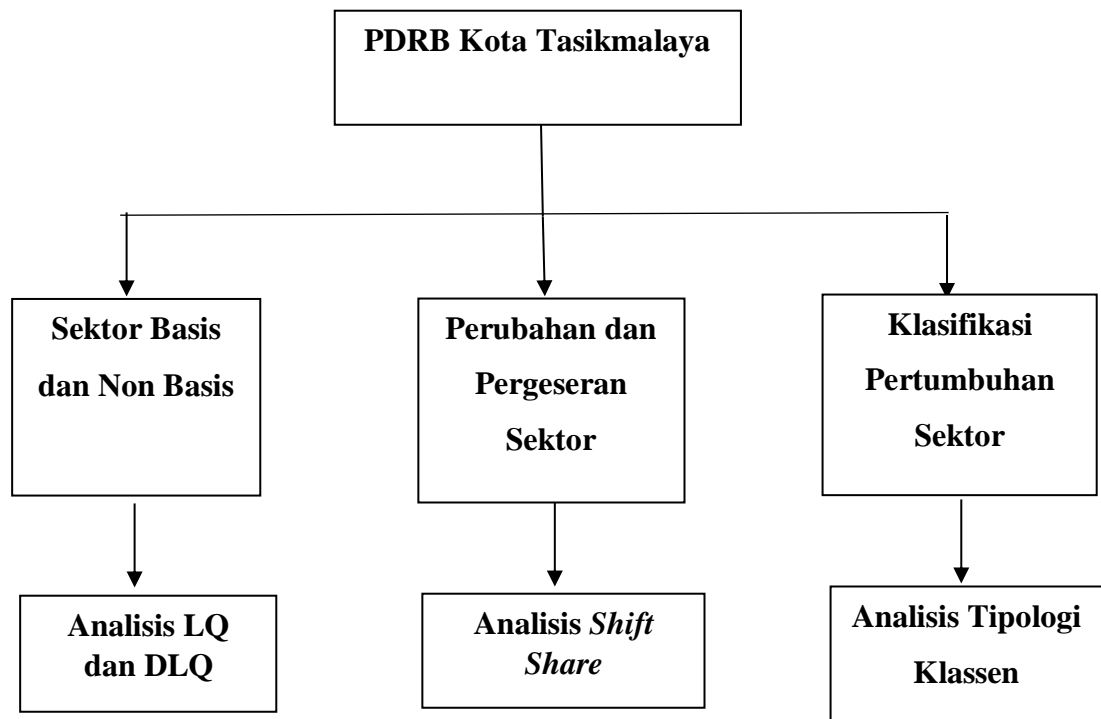 PDRB Kota Tasikmalaya
Sektor Basis
dan Non Basis
Perubahan dan
Pergeseran
Sektor
Klasifikasi
Pertumbuhan
Sektor
Analisis LQ
dan DLQ
Analisis Shift
Share
Analisis Tipologi
Klassen